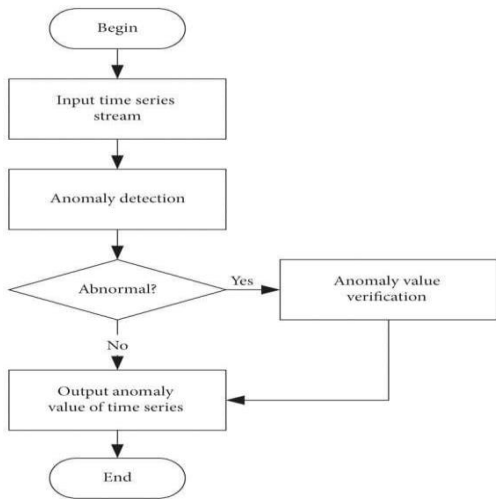 Begin
Input time series
stream
Anomaly detection
Abnormal?
Yes
Anomaly value
verification
No
Output anomaly
value of time series
End